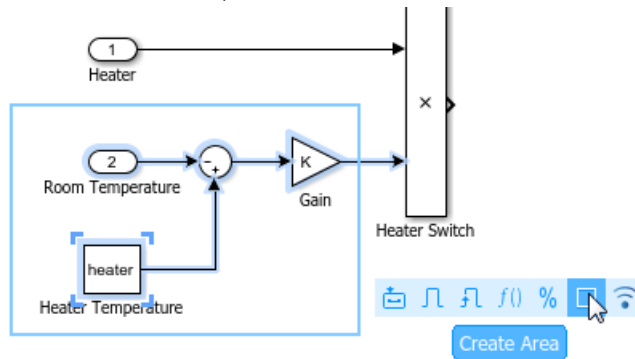 1
Heater
×
2
- +
K
Room Temperature
Gain
Heater Switch
heater
Heater Temperature
f()
%
Create Area